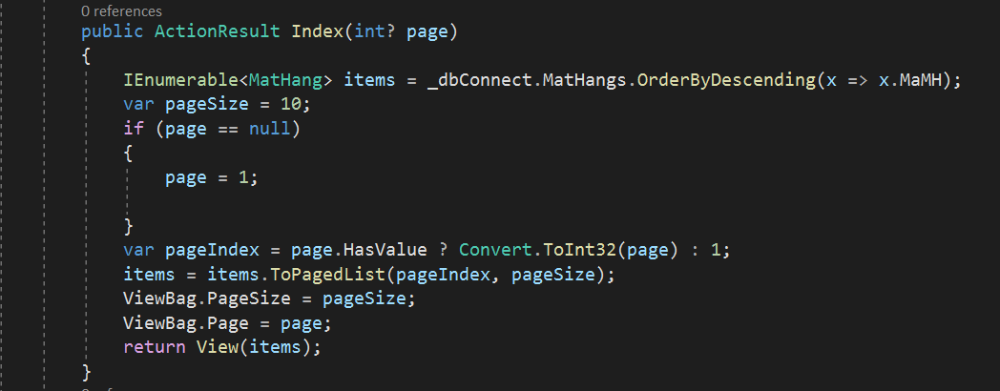 0 references
public ActionResult Index(int? page)
{
IEnumerable<MatHang> items = _dbConnect.MatHangs.OrderByDescending(x => x.MaMH);
var pageSize = 10;
if (page == null)
{
page = 1;
}
var pageIndex = page.HasValue ? Convert.ToInt32(page) : 1;
items = items.ToPagedList(pageIndex, pageSize);
ViewBag.PageSize = pageSize;
ViewBag.Page = page;
return View(items);
}